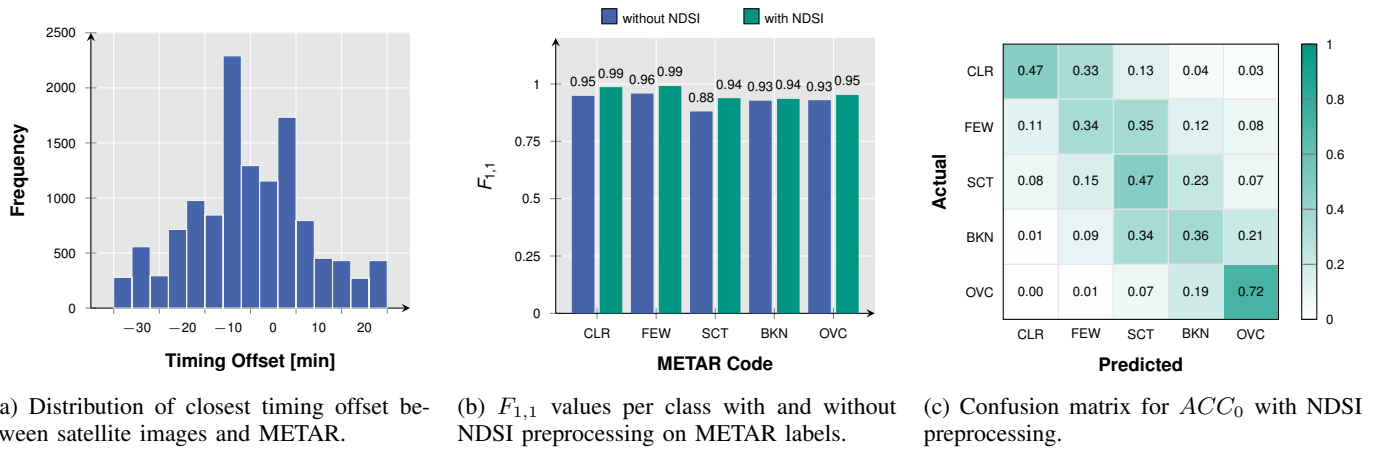 2500
2000
1500
1000
500
0
−30 −20 −10 0 10 20
Frequency
Timing Offset [min]
a) Distribution of closest timing offset be-
ween satellite images and METAR.
without NDSI with NDSI
1
0.75
0.5
0.25
0
F1,1
0.95 0.99 0.96 0.99 0.88 0.94 0.93 0.94 0.93 0.95
CLR FEW SCT BKN OVC
METAR Code
(b) F1,1 values per class with and without
NDSI preprocessing on METAR labels.
Actual
CLR 0.47 0.33 0.13 0.04 0.03
FEW 0.11 0.34 0.35 0.12 0.08
SCT 0.08 0.15 0.47 0.23 0.07
BKN 0.01 0.09 0.34 0.36 0.21
OVC 0.00 0.01 0.07 0.19 0.72
CLR FEW SCT BKN OVC
Predicted
1
0.8
0.6
0.4
0.2
0
(c) Confusion matrix for ACC0 with NDSI
preprocessing.